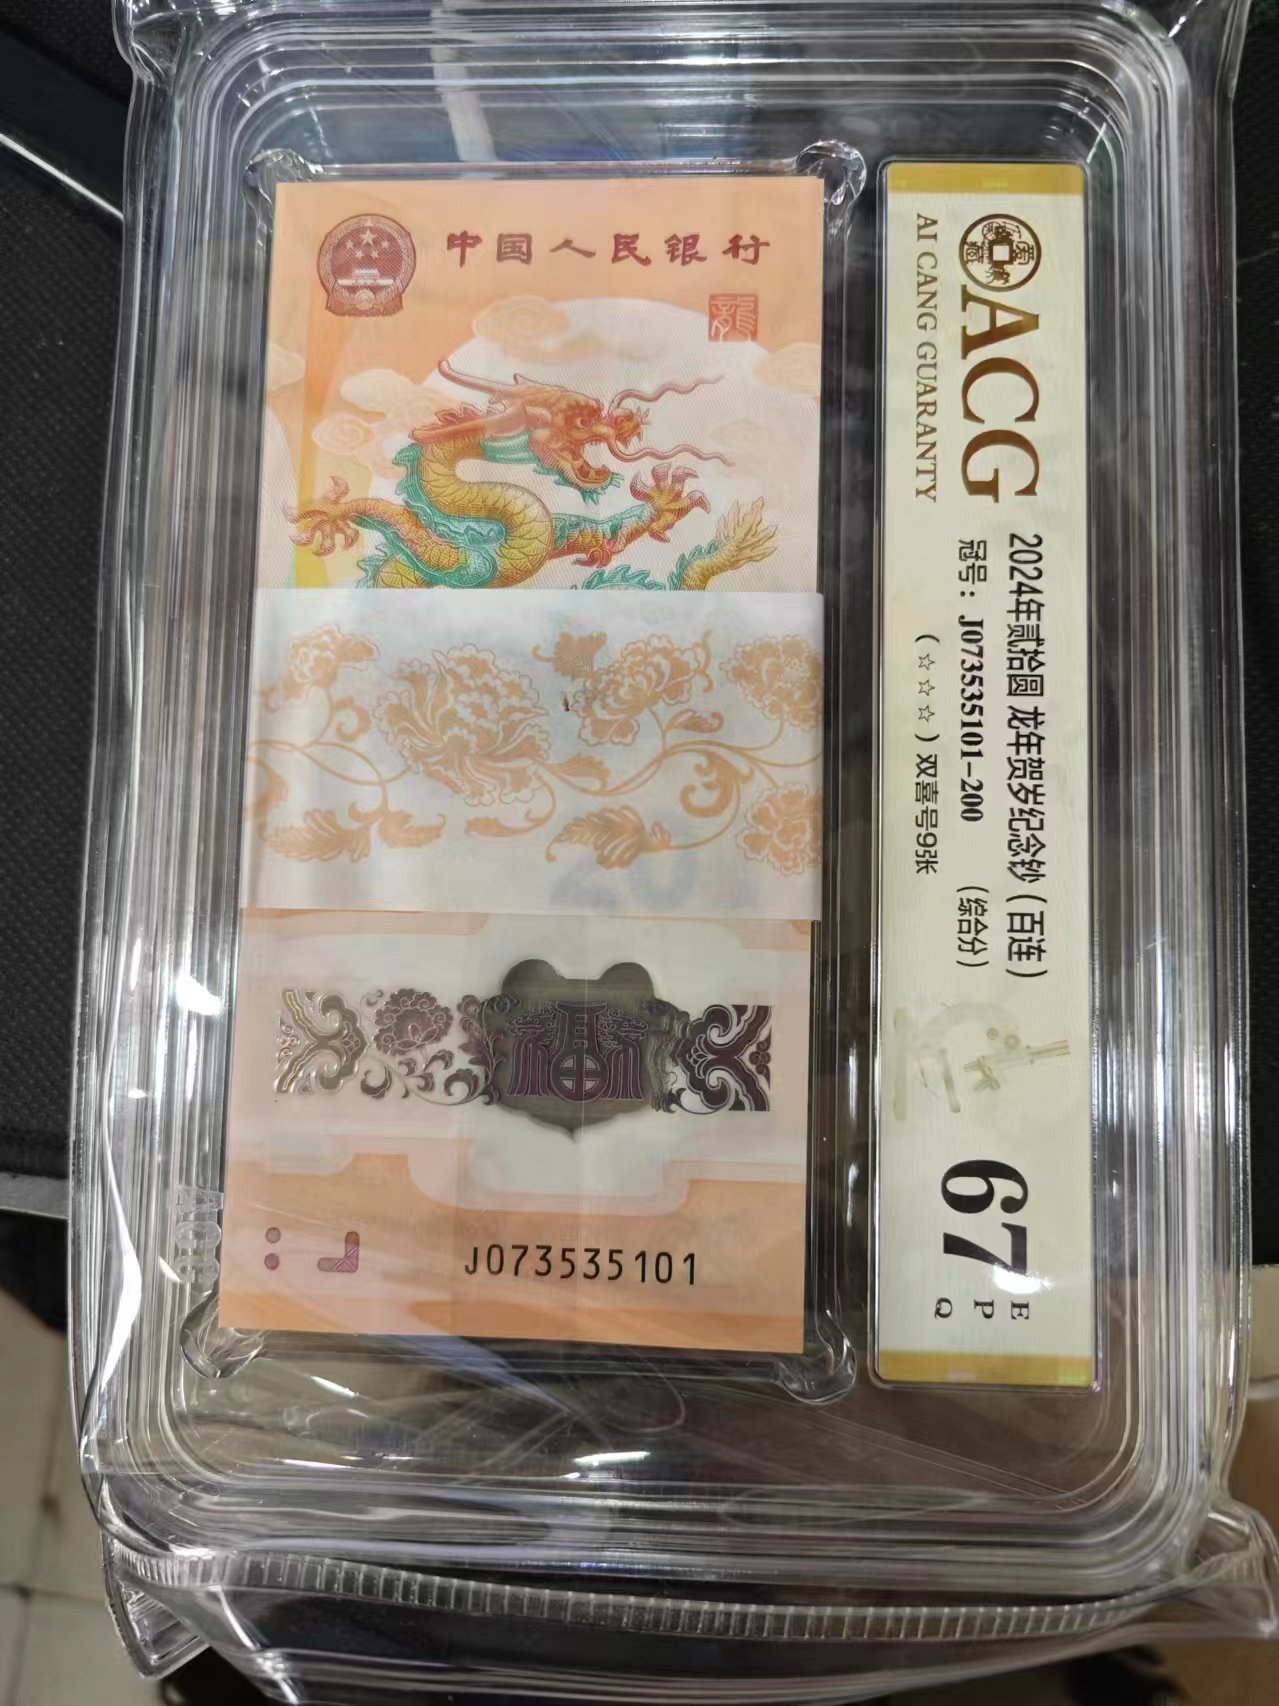 中国人民银行
龍
福
J073535101
ACG
AI CANG GUARANTY
2024年贰拾圆 龙年贺岁纪念钞（百连）
冠号：J073535101-200 （综合分）
（☆☆☆）双喜号9张
67
E
P
Q